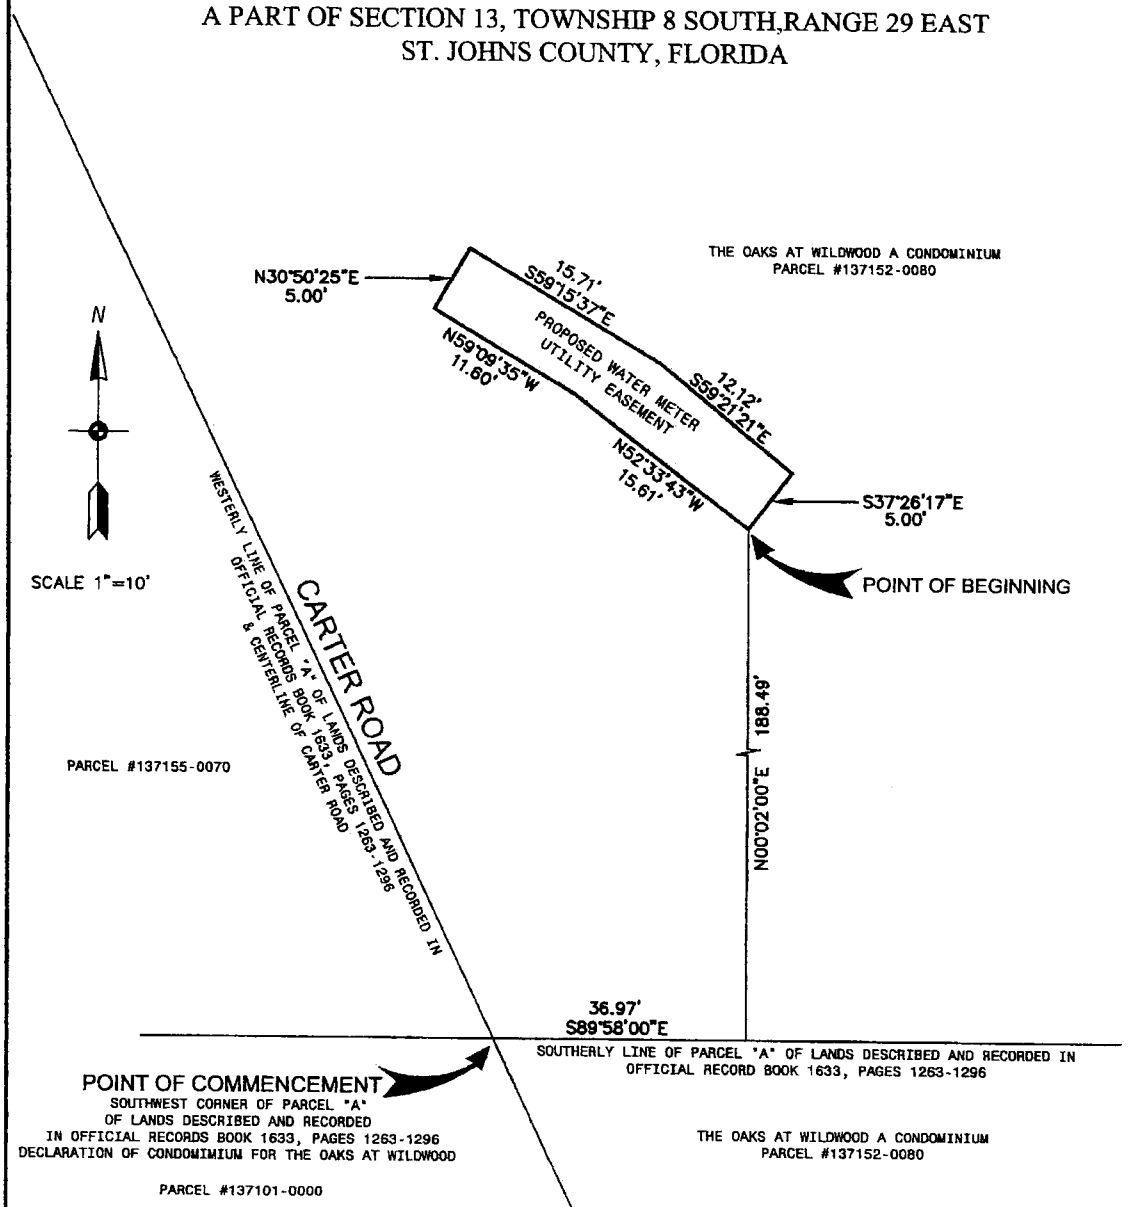 A PART OF SECTION 13, TOWNSHIP 8 SOUTH,RANGE 29 EAST
ST. JOHNS COUNTY, FLORIDA
THE OAKS AT WILDWOOD A CONDOMINIUM
PARCEL #137152-0080
N30°50'25"E
5.00'
15.71'
S59°15'37"E
PROPOSED WATER METER
UTILITY EASEMENT
N59°09'35"W
11.60'
12.12'
S59°21'21"E
N52°33'43"W
15.61'
S37°26'17"E
5.00'
N
SCALE 1"=10'
POINT OF BEGINNING
WESTERLY LINE OF PARCEL "A" OF LANDS DESCRIBED AND RECORDED IN
OFFICIAL RECORDS BOOK 1633, PAGES 1263-1296
& CENTERLINE OF CARTER ROAD
CARTER ROAD
PARCEL #137155-0070
N00°02'00"E 188.49'
36.97'
S89°58'00"E
SOUTHERLY LINE OF PARCEL "A" OF LANDS DESCRIBED AND RECORDED IN
OFFICIAL RECORD BOOK 1633, PAGES 1263-1296
POINT OF COMMENCEMENT
SOUTHWEST CORNER OF PARCEL "A"
OF LANDS DESCRIBED AND RECORDED
IN OFFICIAL RECORDS BOOK 1633, PAGES 1263-1296
DECLARATION OF CONDOMIMIUM FOR THE OAKS AT WILDWOOD
PARCEL #137101-0000
THE OAKS AT WILDWOOD A CONDOMINIUM
PARCEL #137152-0080